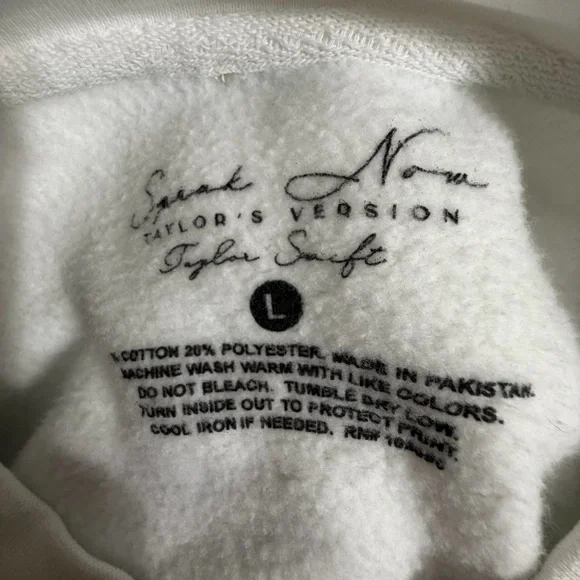 Speak Now
TAYLOR'S VERSION
Taylor Swift
L
% COTTON 20% POLYESTER. MADE IN PAKISTAN.
MACHINE WASH WARM WITH LIKE COLORS.
DO NOT BLEACH. TUMBLE DRY LOW.
TURN INSIDE OUT TO PROTECT PRINT.
COOL IRON IF NEEDED. RN#